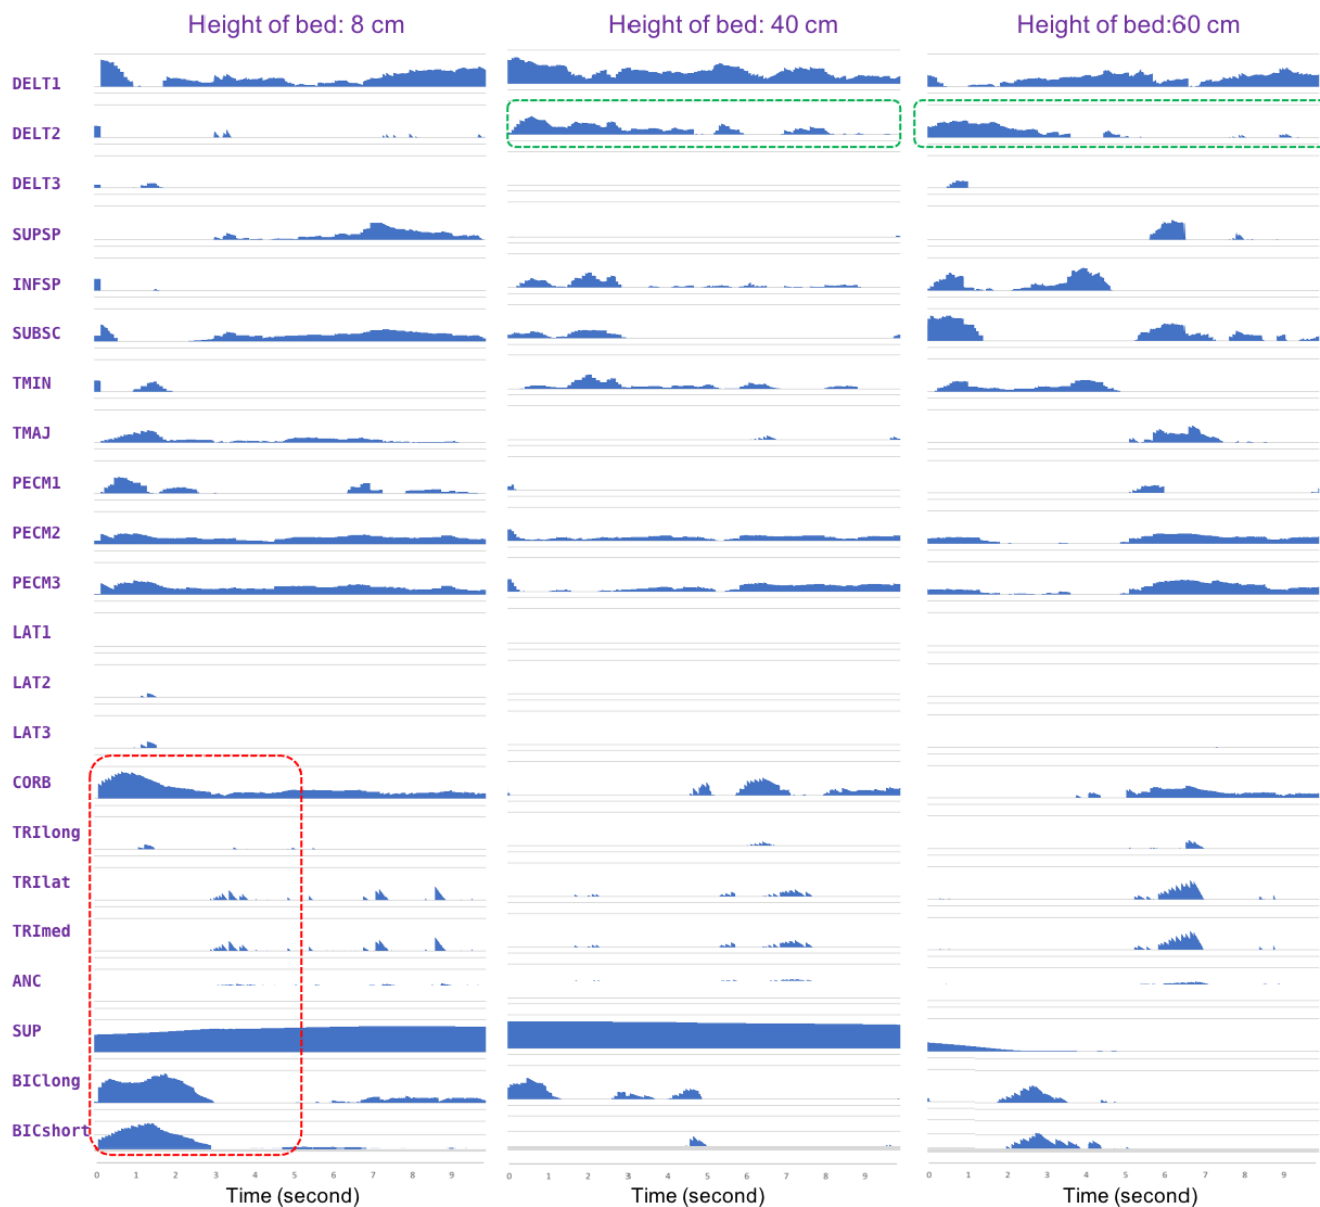 Height of bed: 8 cm
Height of bed: 40 cm
Height of bed:60 cm
DELT1
DELT2
DELT3
SUPSP
INFSP
SUBSC
TMIN
TMAJ
PECM1
PECM2
PECM3
LAT1
LAT2
LAT3
CORB
TRIlong
TRIlat
TRImed
ANC
SUP
BIClong
BICshort
0 1 2 3 4 5 6 7 8 9
0 1 2 3 4 5 6 7 8 9
0 1 2 3 4 5 6 7 8 9
Time (second)
Time (second)
Time (second)